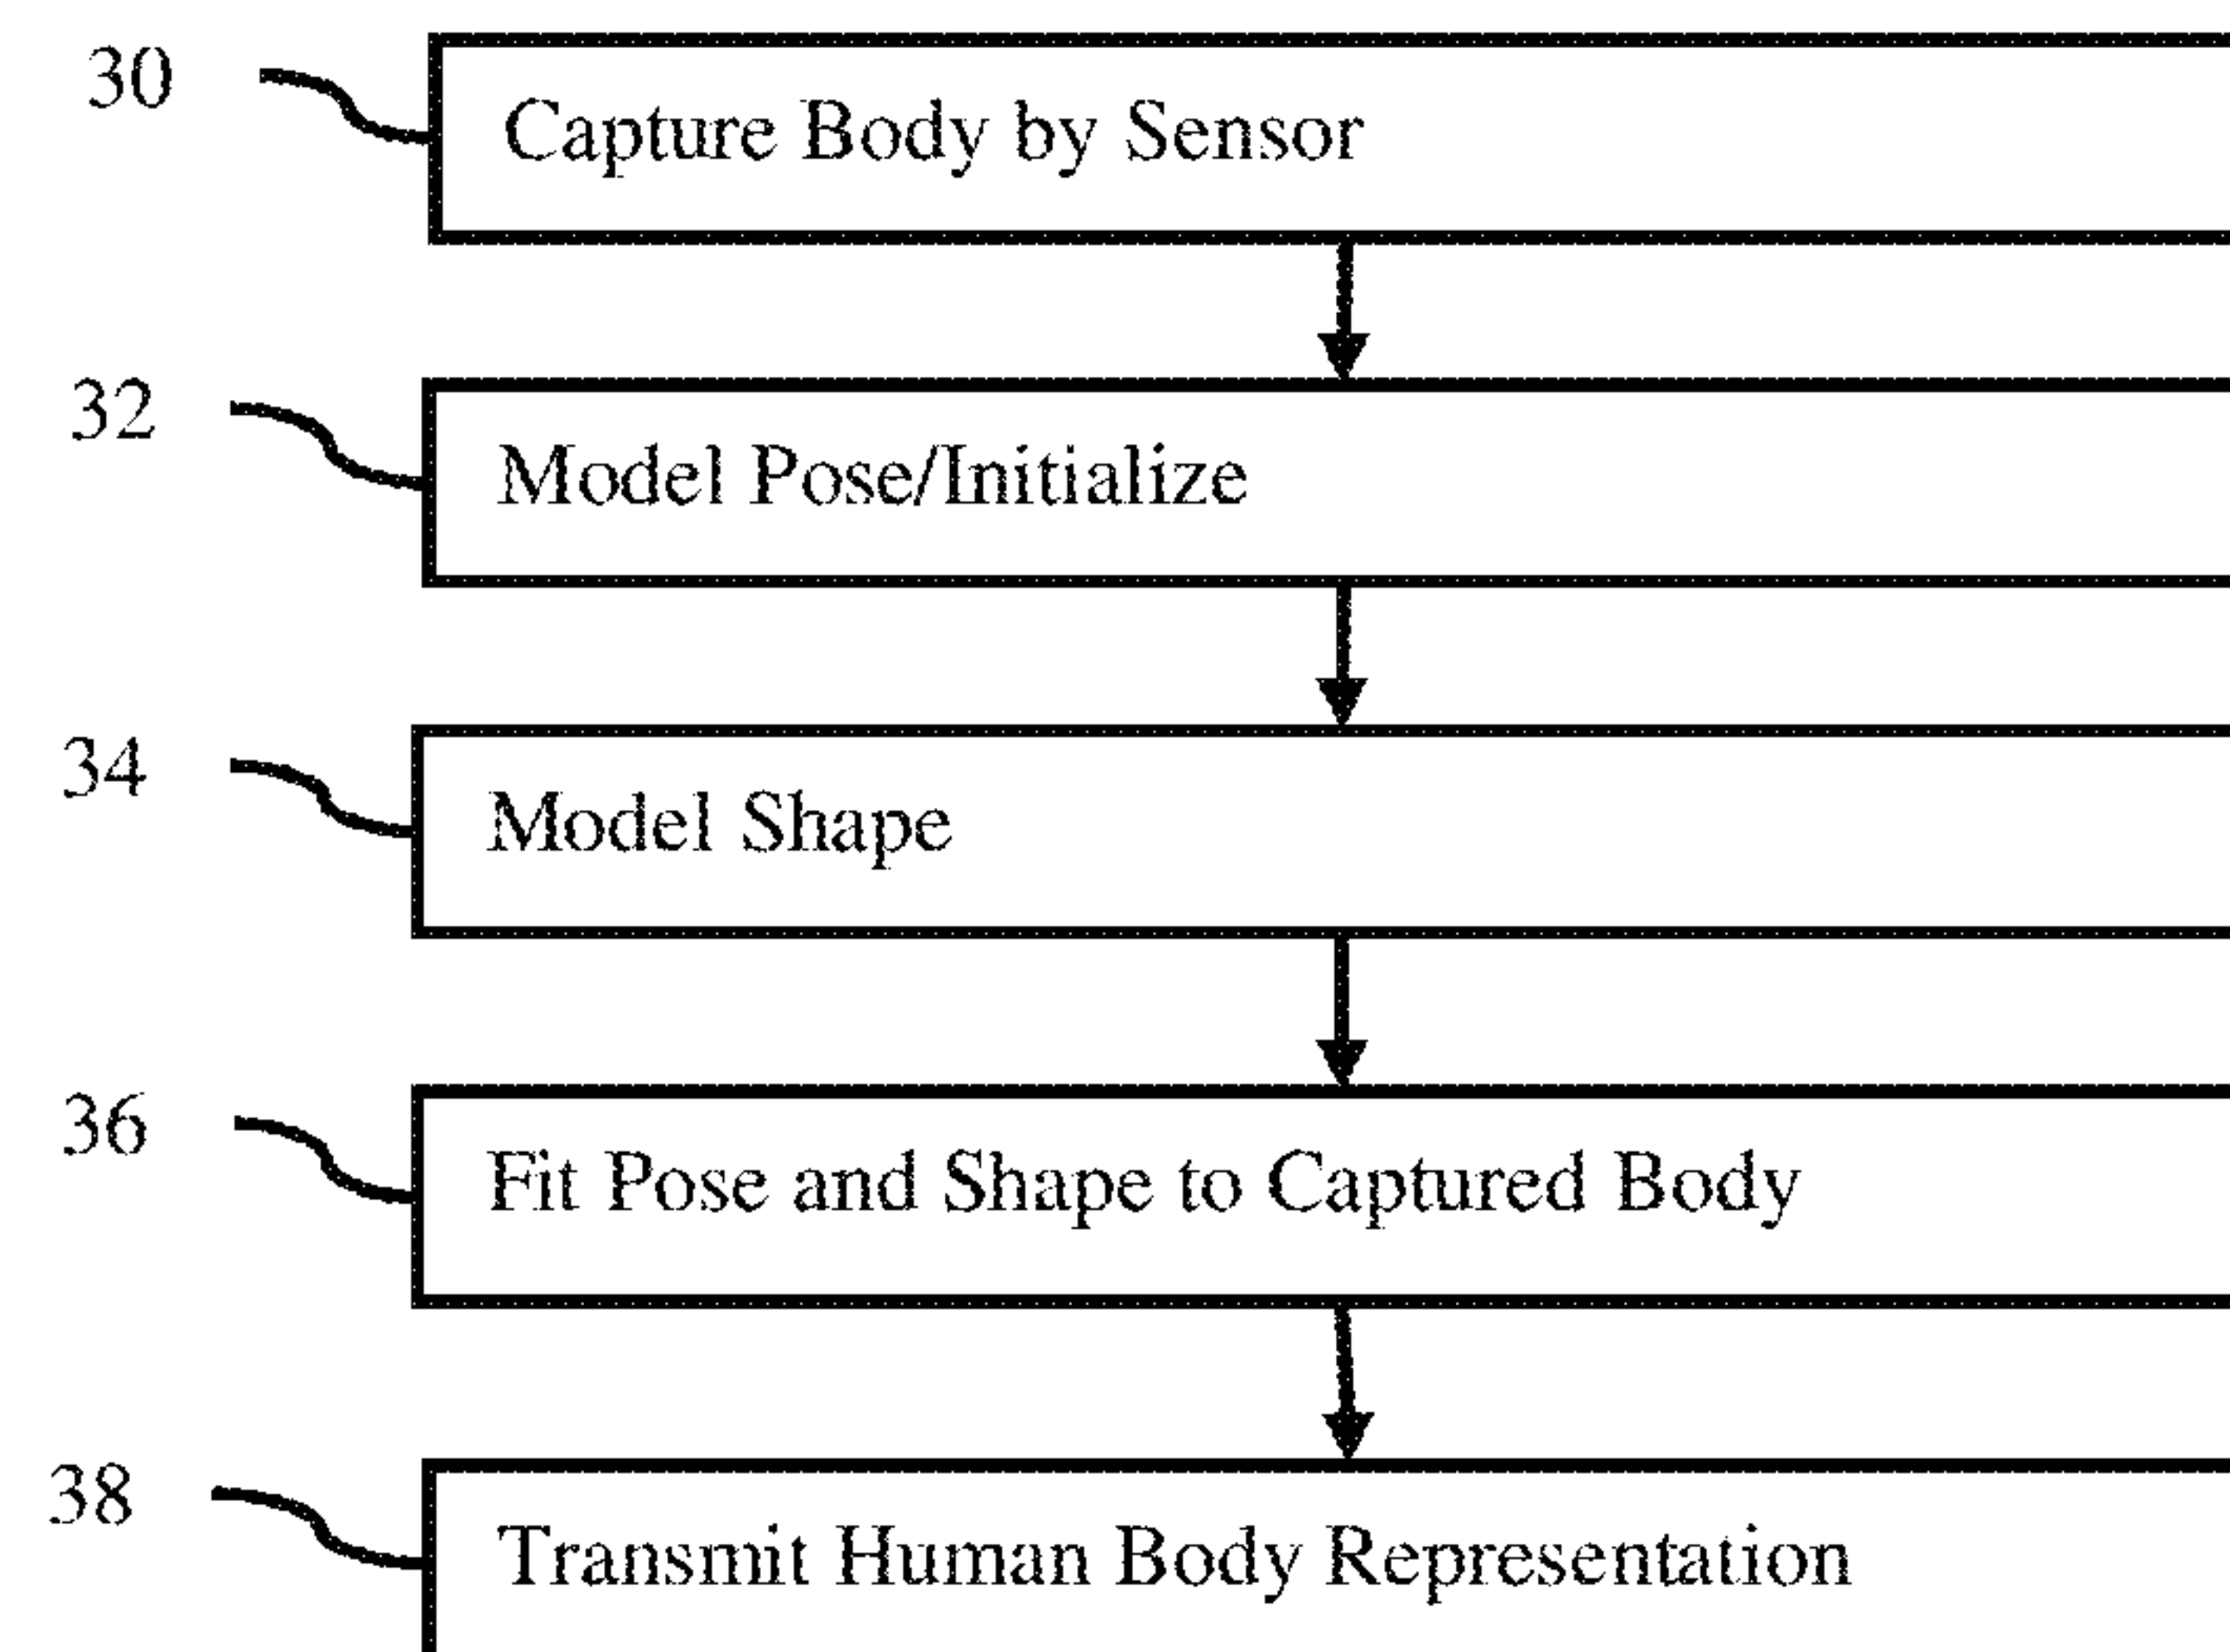 30
Capture Body by Sensor
32
Model Pose/Initialize
34
Model Shape
36
Fit Pose and Shape to Captured Body
38
Transmit Human Body Representation